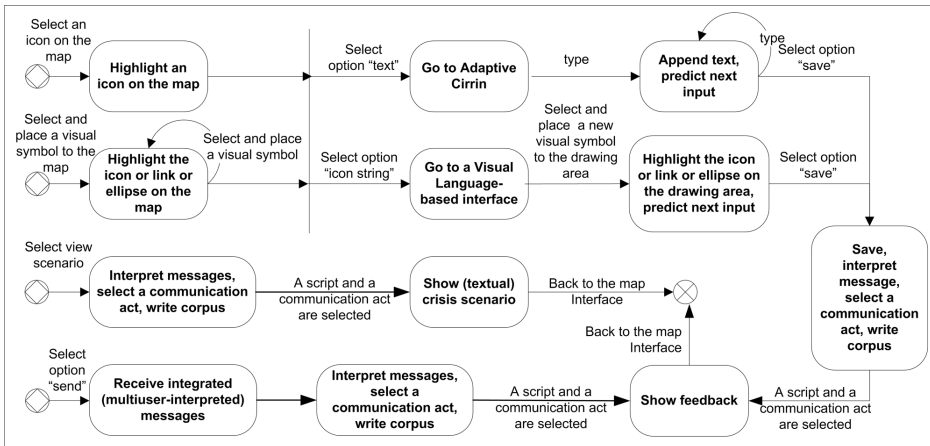 Select an
icon on the
map
Highlight an
icon on the map
Select
option "text"
Go to Adaptive
Cirrin
type
Append text,
predict next
input
type
Select option
"save"
Select and
place a visual
symbol to the
map
Highlight the
icon or link or
ellipse on the
map
Select and place
a visual symbol
Select option
"icon string"
Go to a Visual
Language-
based interface
Select and
place a new
visual symbol
to the drawing
area
Highlight the icon
or link or ellipse on
the drawing area,
predict next input
Select option
"save"
Save,
interpret
message,
select a
communication
act, write
corpus
Select view
scenario
Interpret messages,
select a communication
act, write corpus
A script and a
communication act
are selected
Show (textual)
crisis scenario
Back to the map
Interface
Back to the map
Interface
Select
option
"send"
Receive integrated
(multiuser-interpreted)
messages
Interpret messages,
select a
communication act,
write corpus
A script and a
communication act
are selected
Show feedback
A script and a
communication act
are selected